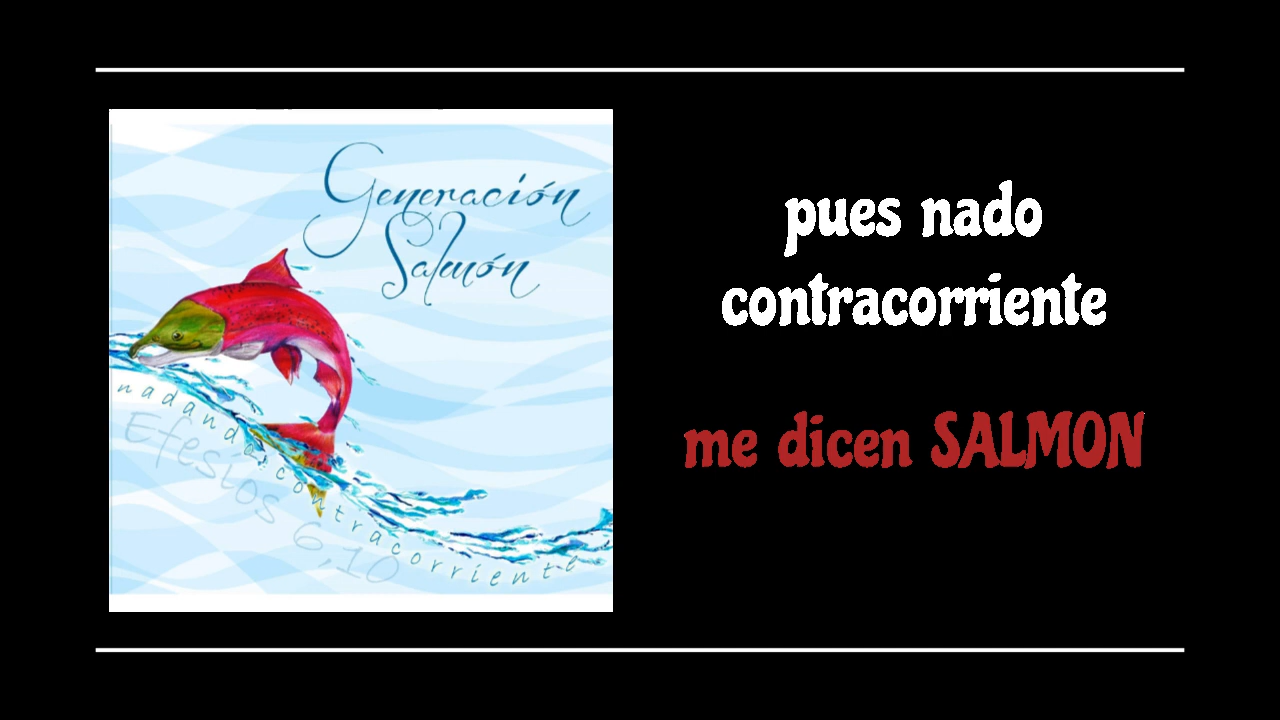 Generación
Salmón
nadando contracorriente
Efesios 6,10
pues nado
contracorriente
me dicen SALMON